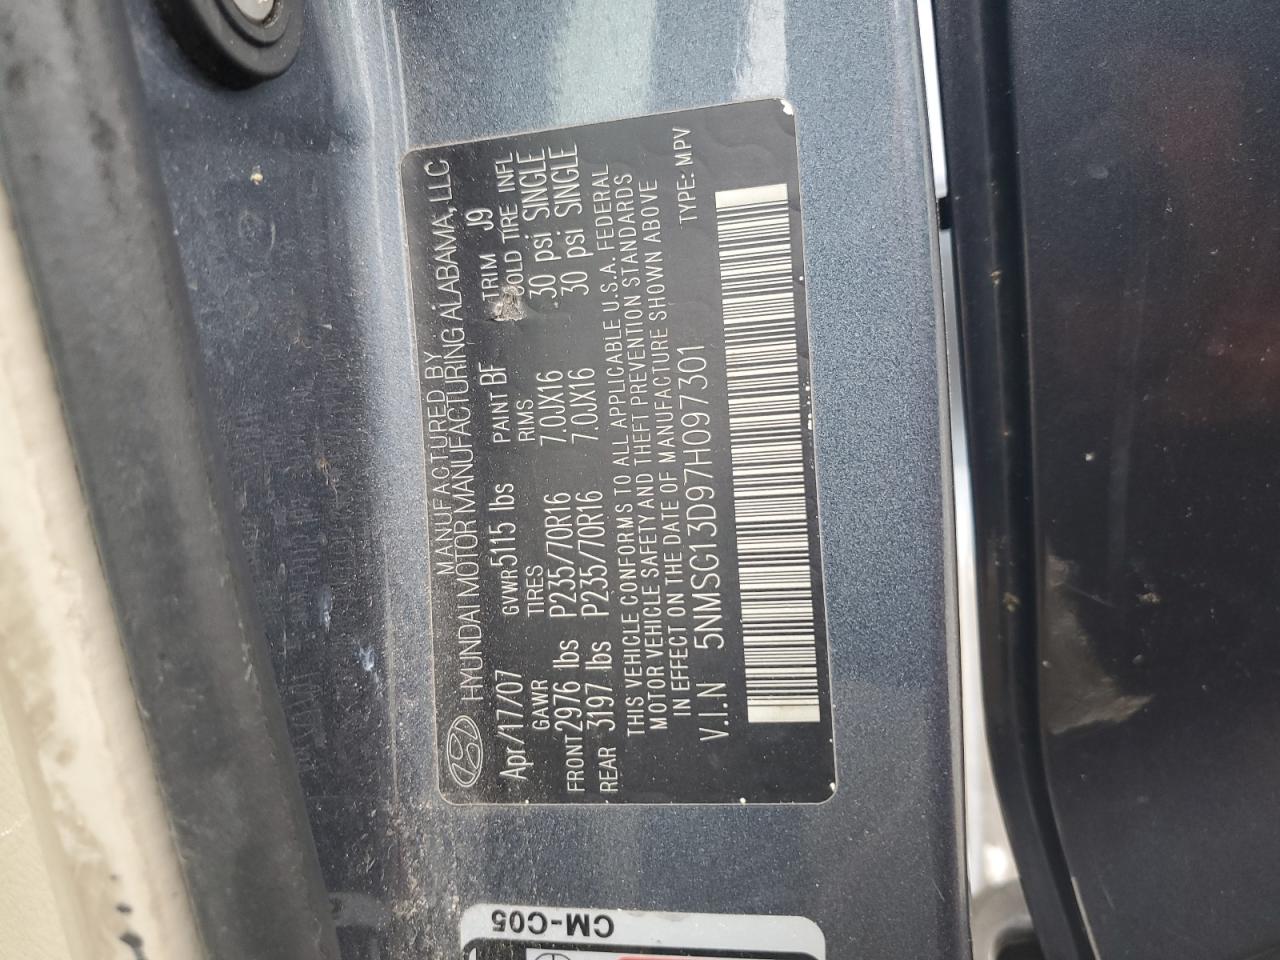 MANUFACTURED BY
HYUNDAI MOTOR MANUFACTURING ALABAMA, LLC
Apr/17/07 GVWR 5115 lbs PAINT BF TRIM J9
GAWR TIRES RIMS COLD TIRE INFL
FRONT 2976 lbs P235/70R16 7.0JX16 30 psi SINGLE
REAR 3197 lbs P235/70R16 7.0JX16 30 psi SINGLE
THIS VEHICLE CONFORMS TO ALL APPLICABLE U.S.A. FEDERAL
MOTOR VEHICLE SAFETY AND THEFT PREVENTION STANDARDS
IN EFFECT ON THE DATE OF MANUFACTURE SHOWN ABOVE
V.I.N 5NMSG13D97H097301 TYPE: MPV
CM-C05